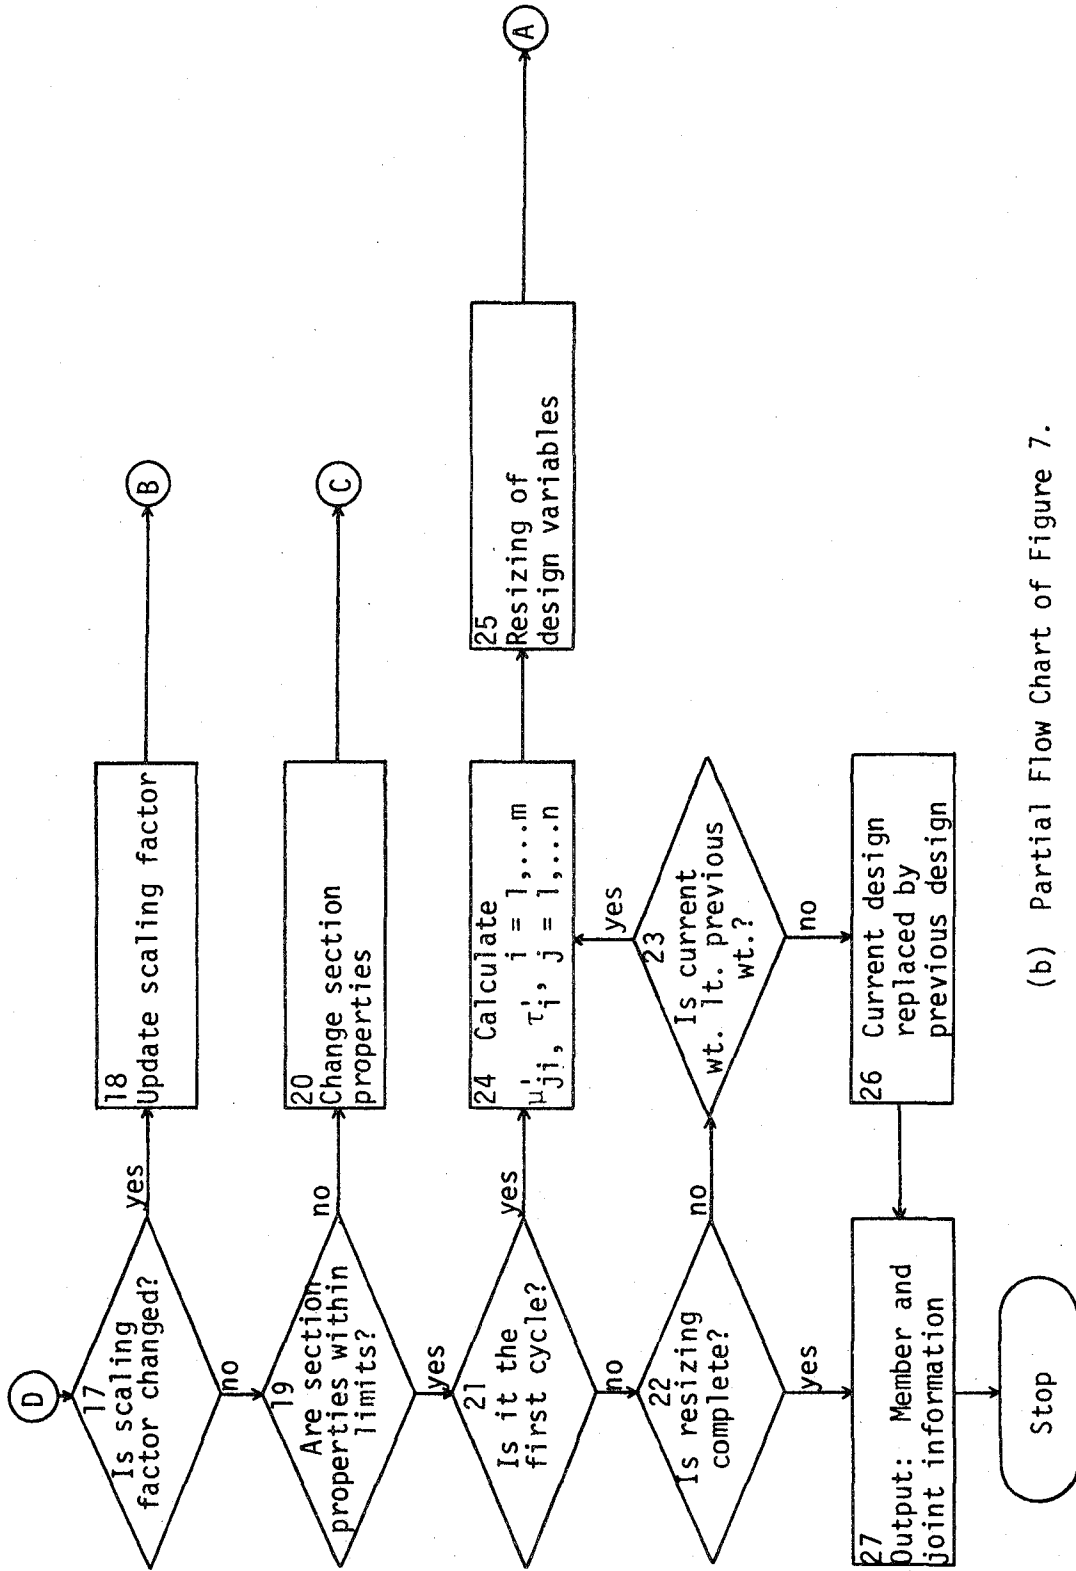 D
17
Is scaling
factor changed?
yes
18
Update scaling factor
B
no
19
Are section
properties within
limits?
no
20
Change section
properties
C
yes
21
Is it the
first cycle?
yes
24 Calculate
μ'ji, τ'i, i = 1,...m
j = 1,...n
25
Resizing of
design variables
A
no
22
Is resizing
complete?
no
23
Is current
wt. lt. previous
wt.?
yes
no
26 Current design
replaced by
previous design
yes
27
Output: Member and
joint information
Stop
(b) Partial Flow Chart of Figure 7.